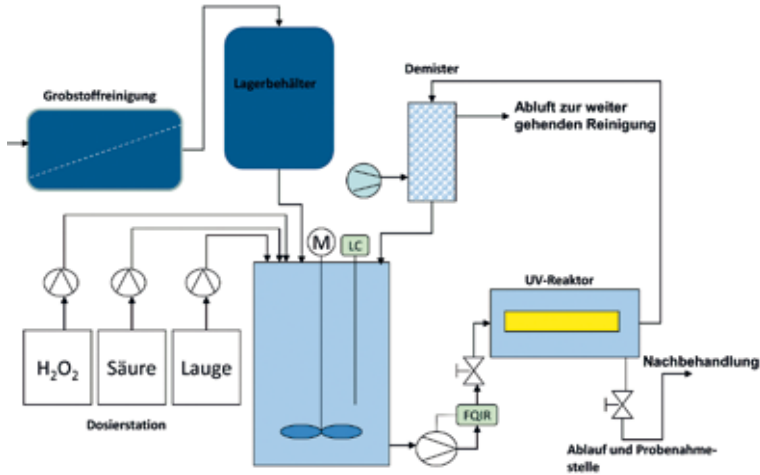 Grobstoffreinigung
Lagerbehälter
Demister
Abluft zur weiter
gehenden Reinigung
M
LC
UV-Reaktor
H₂O₂
Säure
Lauge
Dosierstation
FQIR
Nachbehandlung
Ablauf und Probenahme-
stelle